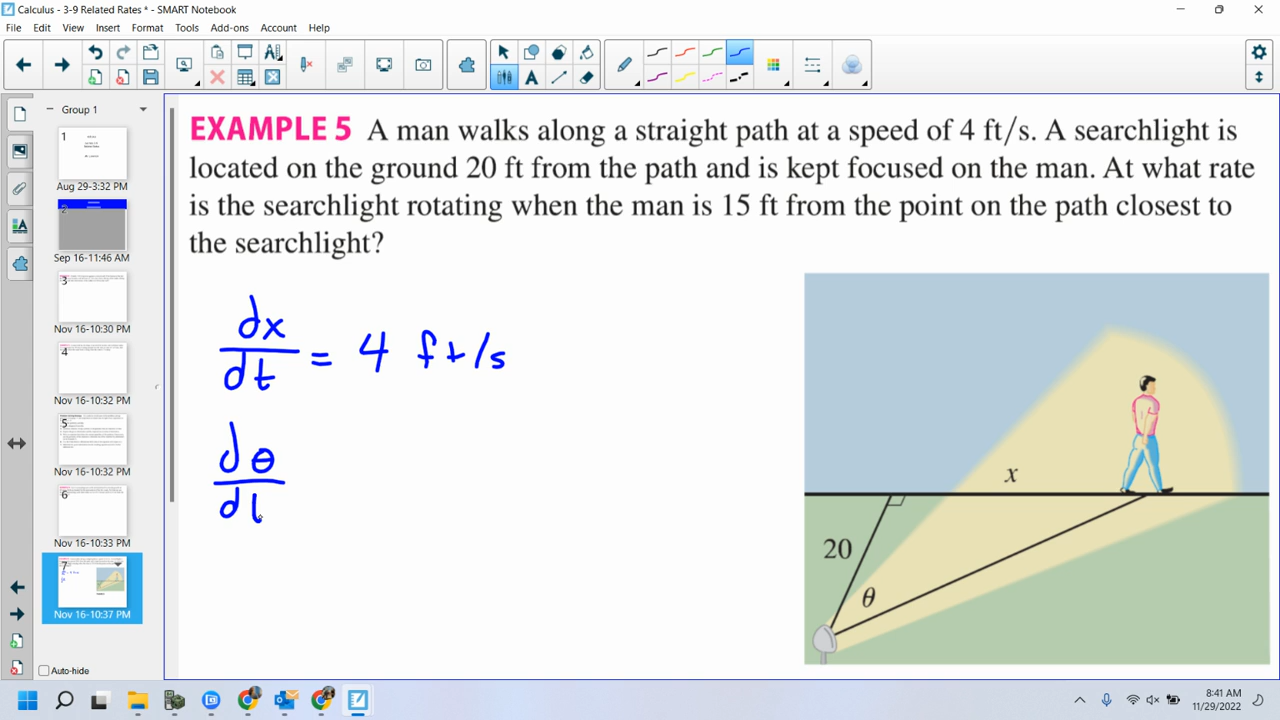 Calculus - 3-9 Related Rates * - SMART Notebook
File Edit View Insert Format Tools Add-ons Account Help
Group 1
1
Aug 29-3:32 PM
2
Sep 16-11:46 AM
3
Nov 16-10:30 PM
4
Nov 16-10:32 PM
5
Nov 16-10:32 PM
6
Nov 16-10:33 PM
7
Nov 16-10:37 PM
Auto-hide
EXAMPLE 5 A man walks along a straight path at a speed of 4 ft/s. A searchlight is
located on the ground 20 ft from the path and is kept focused on the man. At what rate
is the searchlight rotating when the man is 15 ft from the point on the path closest to
the searchlight?
dx
dt = 4 ft/s
dθ
d
x
20
θ
8:41 AM
11/29/2022